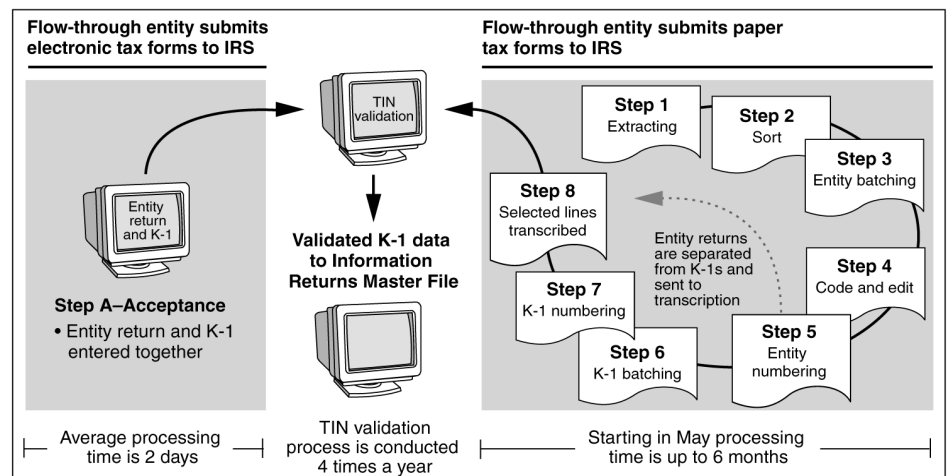 Flow-through entity submits
electronic tax forms to IRS
Entity
return
and K-1
Step A–Acceptance
• Entity return and K-1
entered together
Average processing
time is 2 days
TIN
validation
Validated K-1 data
to Information
Returns Master File
TIN validation
process is conducted
4 times a year
Flow-through entity submits paper
tax forms to IRS
Step 1
Extracting
Step 2
Sort
Step 3
Entity batching
Step 4
Code and edit
Step 5
Entity
numbering
Step 6
K-1 batching
Step 7
K-1 numbering
Step 8
Selected lines
transcribed
Entity returns
are separated
from K-1s and
sent to
transcription
Starting in May processing
time is up to 6 months